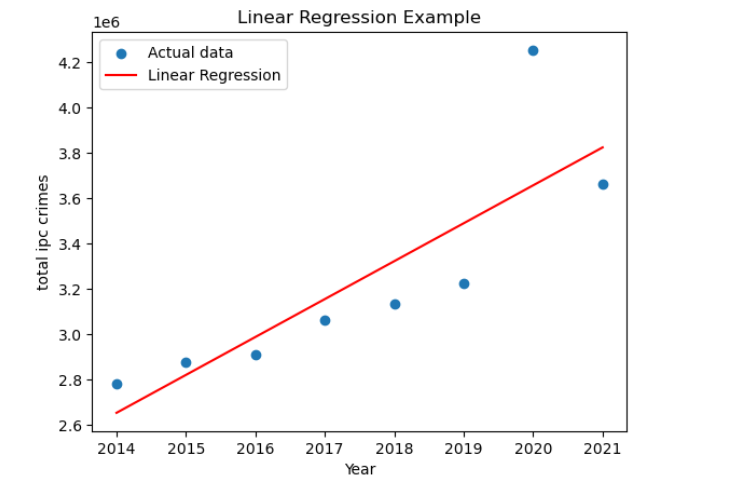 Linear Regression Example
1e6
Actual data
Linear Regression
4.2
4.0
3.8
3.6
3.4
3.2
3.0
2.8
2.6
total ipc crimes
2014 2015 2016 2017 2018 2019 2020 2021
Year